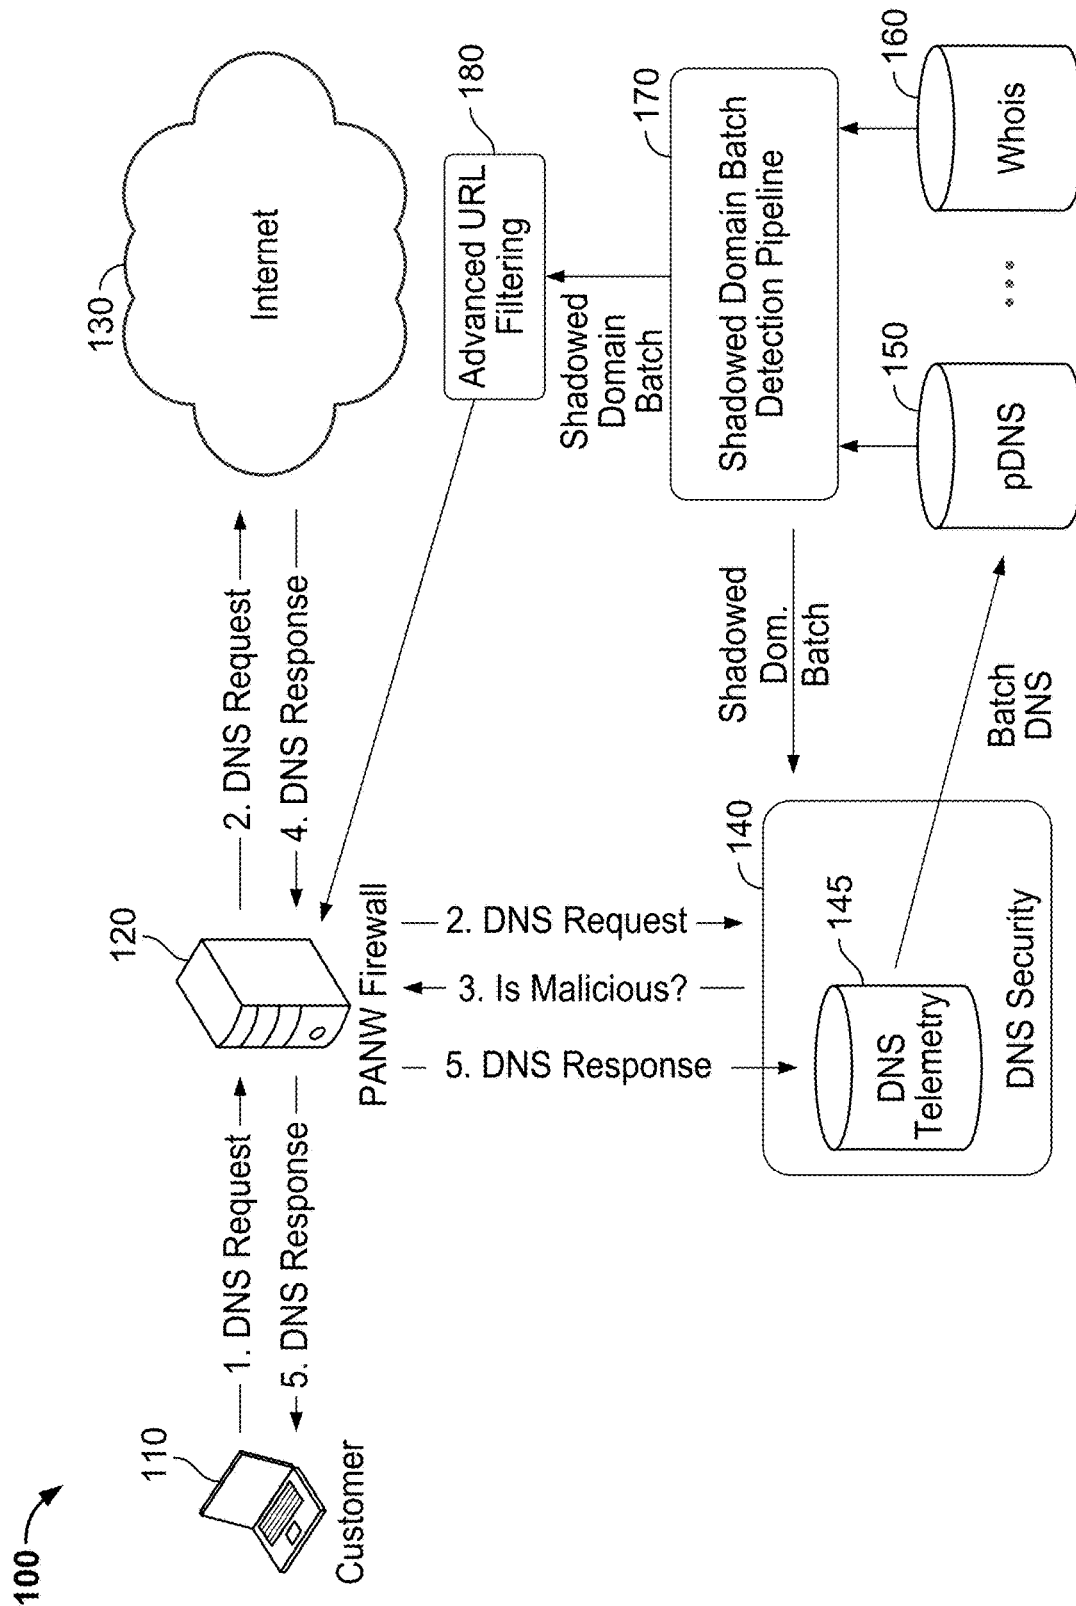 100
110
Customer
1. DNS Request
5. DNS Response
120
PANW Firewall
2. DNS Request
4. DNS Response
130
Internet
2. DNS Request
3. Is Malicious?
5. DNS Response
140
145
DNS
Telemetry
DNS Security
Advanced URL
Filtering
180
Shadowed
Domain
Batch
Shadowed
Dom.
Batch
170
Shadowed Domain Batch
Detection Pipeline
Batch
DNS
150
pDNS
160
Whois